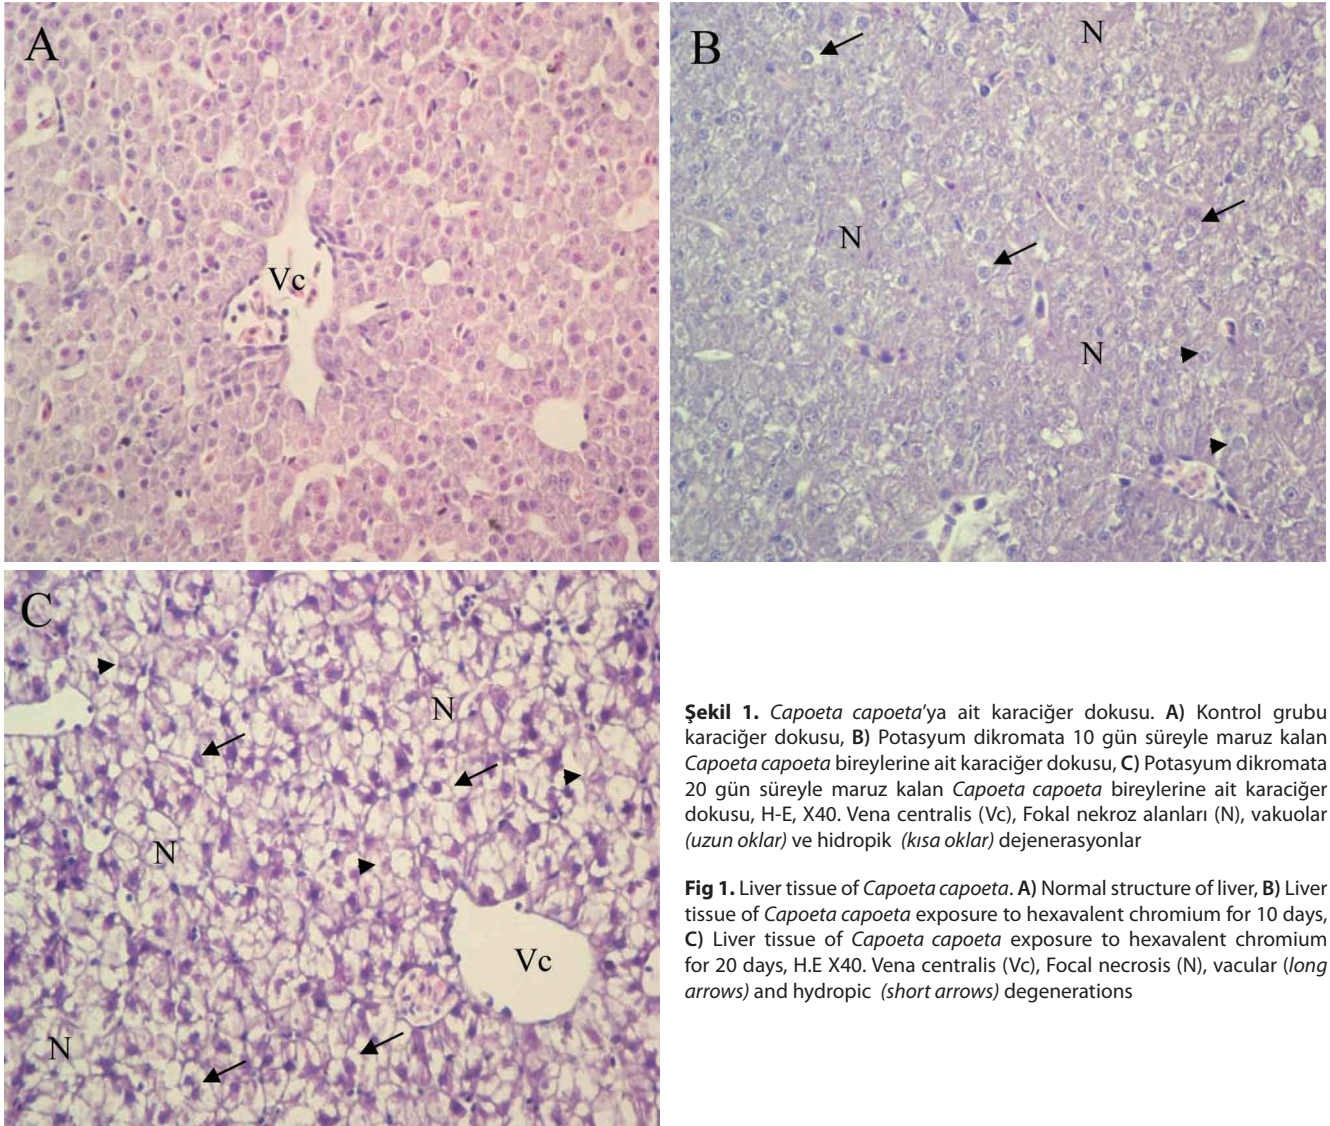 A
Vc
B
N
N
N
C
N
N
Vc
N
Şekil 1. Capoeta capoeta'ya ait karaciğer dokusu. A) Kontrol grubu
karaciğer dokusu, B) Potasyum dikromata 10 gün süreyle maruz kalan
Capoeta capoeta bireylerine ait karaciğer dokusu, C) Potasyum dikromata
20 gün süreyle maruz kalan Capoeta capoeta bireylerine ait karaciğer
dokusu, H-E, X40. Vena centralis (Vc), Fokal nekroz alanları (N), vakuolar
(uzun oklar) ve hidropik (kısa oklar) dejenerasyonlar
Fig 1. Liver tissue of Capoeta capoeta. A) Normal structure of liver, B) Liver
tissue of Capoeta capoeta exposure to hexavalent chromium for 10 days,
C) Liver tissue of Capoeta capoeta exposure to hexavalent chromium
for 20 days, H.E X40. Vena centralis (Vc), Focal necrosis (N), vacular (long
arrows) and hydropic (short arrows) degenerations